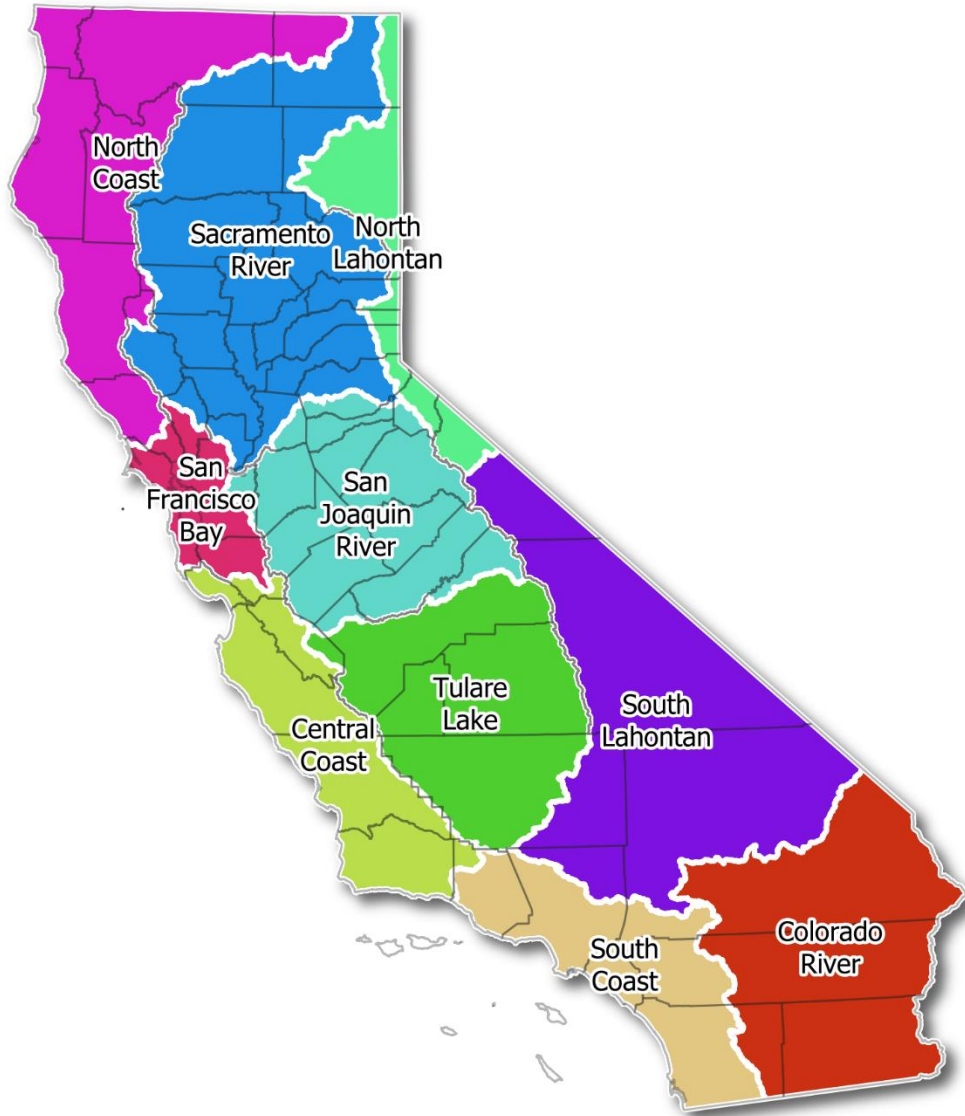 North
Coast
Sacramento
River
North
Lahontan
San
Francisco
Bay
San
Joaquin
River
Tulare
Lake
Central
Coast
South
Lahontan
South
Coast
Colorado
River